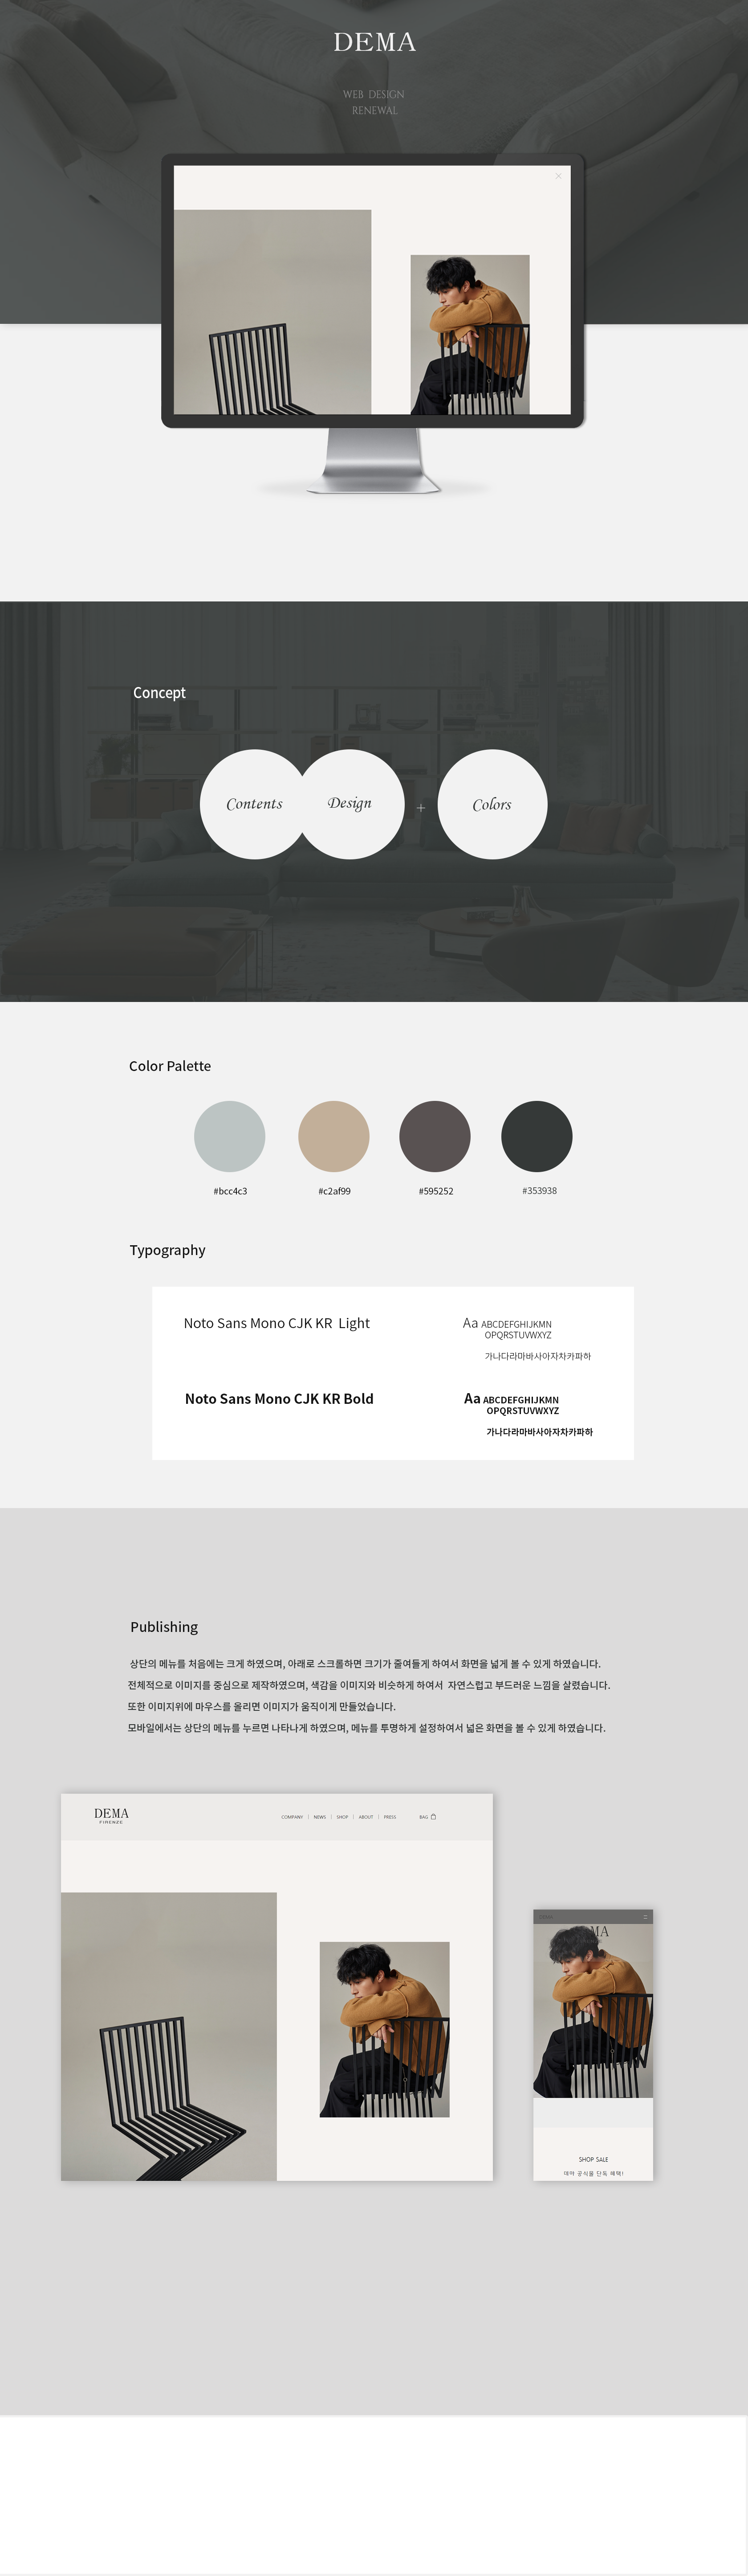 DEMA
WEB DESIGN
RENEWAL
Concept
Contents
Design
+
Colors
Color Palette
#bcc4c3
#c2af99
#595252
#353938
Typography
Noto Sans Mono CJK KR Light
Aa ABCDEFGHIJKMN
OPQRSTUVWXYZ
가나다라마바사아자차카파하
Noto Sans Mono CJK KR Bold
Aa ABCDEFGHIJKMN
OPQRSTUVWXYZ
가나다라마바사아자차카파하
Publishing
상단의 메뉴를 처음에는 크게 하였으며, 아래로 스크롤하면 크기가 줄여들게 하여서 화면을 넓게 볼 수 있게 하였습니다.
전체적으로 이미지를 중심으로 제작하였으며, 색감을 이미지와 비슷하게 하여서 자연스럽고 부드러운 느낌을 살렸습니다.
또한 이미지위에 마우스를 올리면 이미지가 움직이게 만들었습니다.
모바일에서는 상단의 메뉴를 누르면 나타나게 하였으며, 메뉴를 투명하게 설정하여서 넓은 화면을 볼 수 있게 하였습니다.
DEMA
FIRENZE
COMPANY | NEWS | SHOP | ABOUT | PRESS BAG
SHOP SALE
데마 공식몰 단독 혜택!